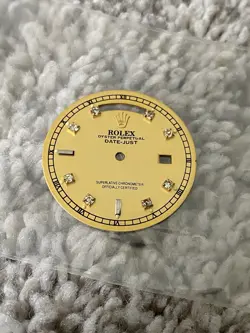 ROLEX
OYSTER PERPETUAL
DATE-JUST
SUPERLATIVE CHRONOMETER
OFFICIALLY CERTIFIED